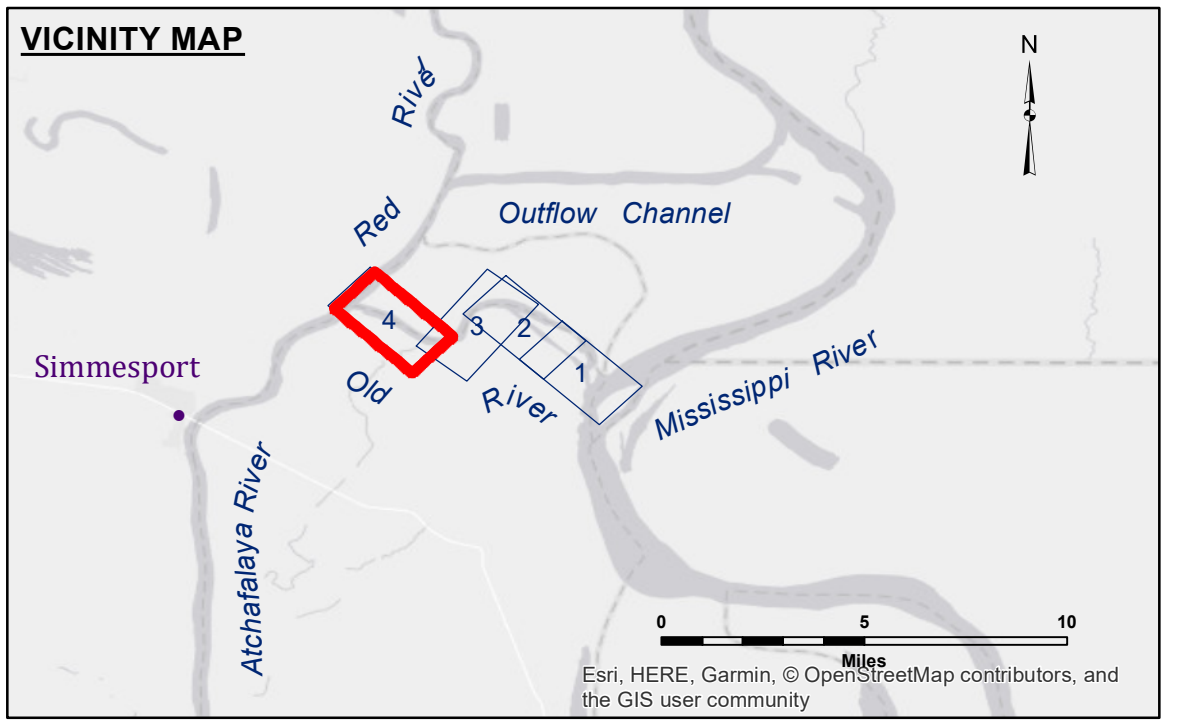 VICINITY MAP
N
Red River
Outflow Channel
4
3
2
1
Simmesport
Old River
Mississippi River
Atchafalaya River
0 5 10
Miles
Esri, HERE, Garmin, © OpenStreetMap contributors, and
the GIS user community